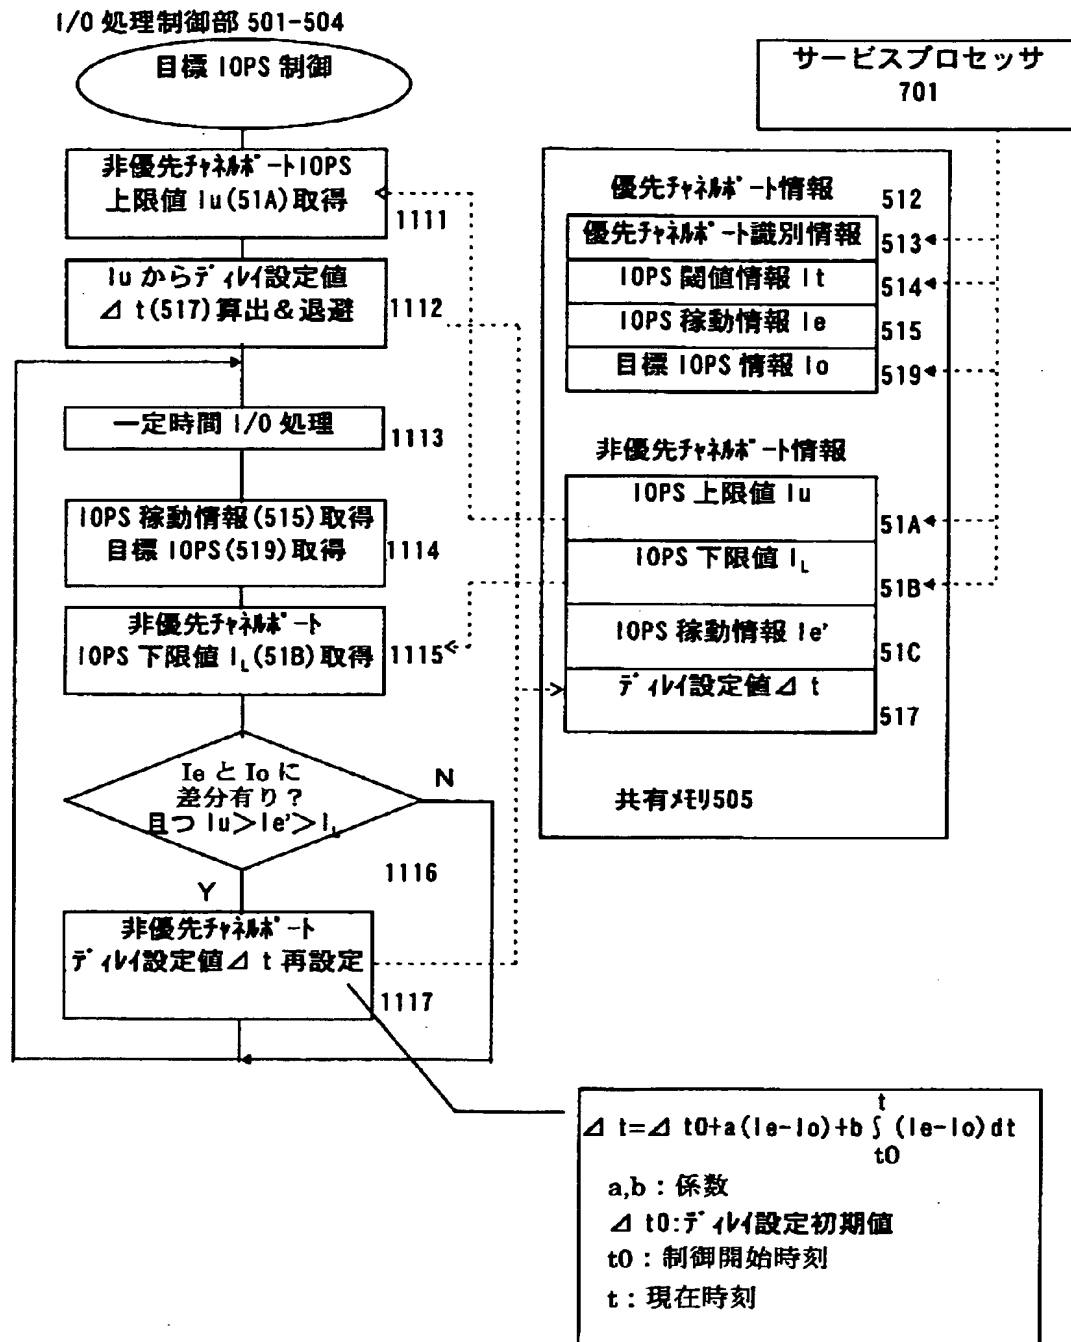 I/O 処理制御部 501-504
目標 IOPS 制御
非優先チャネルポートIOPS
上限値 Iu(51A)取得
1111
Iu からディレイ設定値
⊿ t(517)算出&退避
1112
一定時間 I/O 処理
1113
IOPS 稼動情報(515)取得
目標 IOPS(519)取得
1114
非優先チャネルポート
IOPS 下限値 I_L(51B)取得
1115
Ie と Io に
差分有り?
且つ Iu>Ie'>I_L
N
1116
Y
非優先チャネルポート
ディレイ設定値⊿ t 再設定
1117
サービスプロセッサ
701
優先チャネルポート情報
512
優先チャネルポート識別情報
513
IOPS 閾値情報 It
514
IOPS 稼動情報 Ie
515
目標 IOPS 情報 Io
519
非優先チャネルポート情報
IOPS 上限値 Iu
51A
IOPS 下限値 I_L
51B
IOPS 稼動情報 Ie'
51C
ディレイ設定値⊿ t
517
共有メモリ505
t
⊿ t=⊿ t0+a(Ie-Io)+b∫(Ie-Io)dt
t0
a,b:係数
⊿ t0:ディレイ設定初期値
t0:制御開始時刻
t:現在時刻